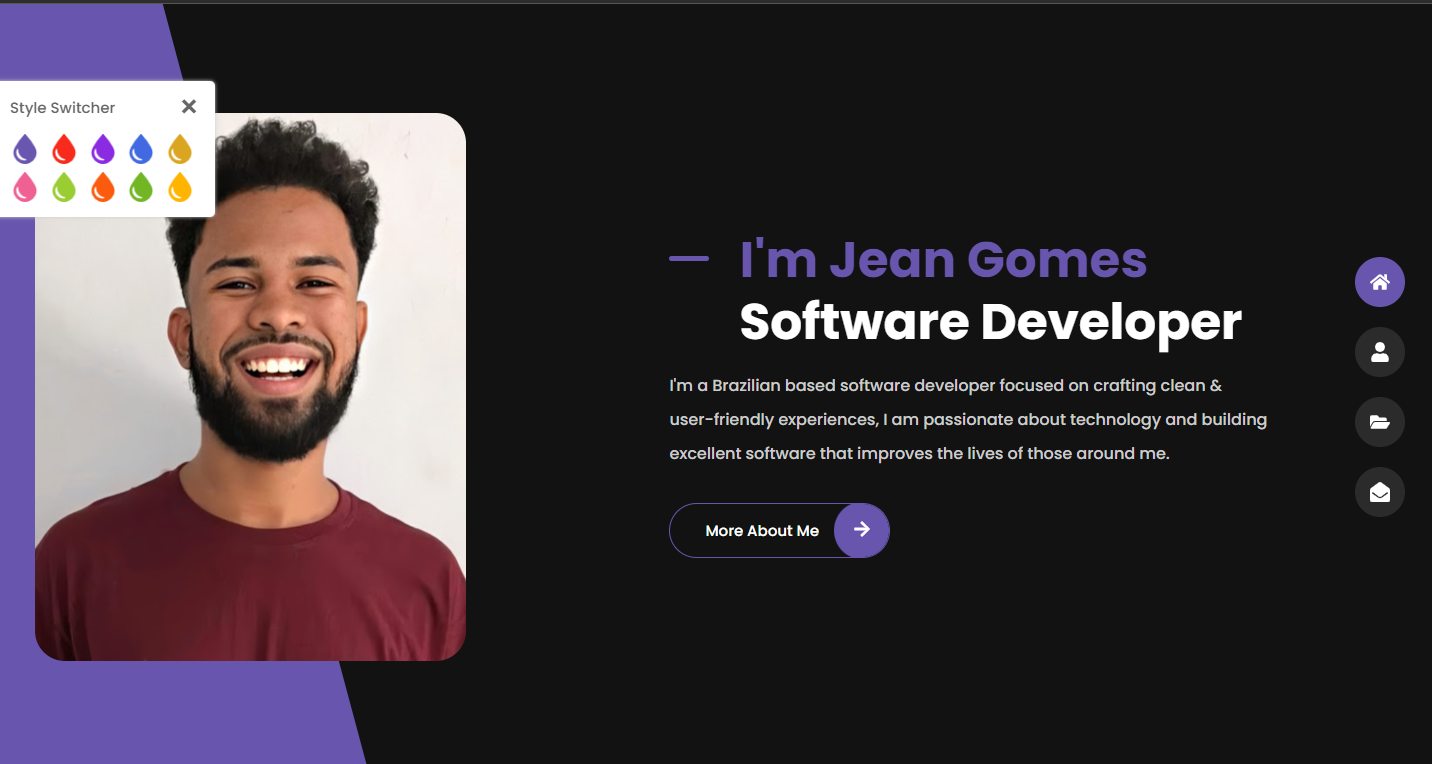 Style Switcher
I'm Jean Gomes
Software Developer
I'm a Brazilian based software developer focused on crafting clean &
user-friendly experiences, I am passionate about technology and building
excellent software that improves the lives of those around me.
More About Me